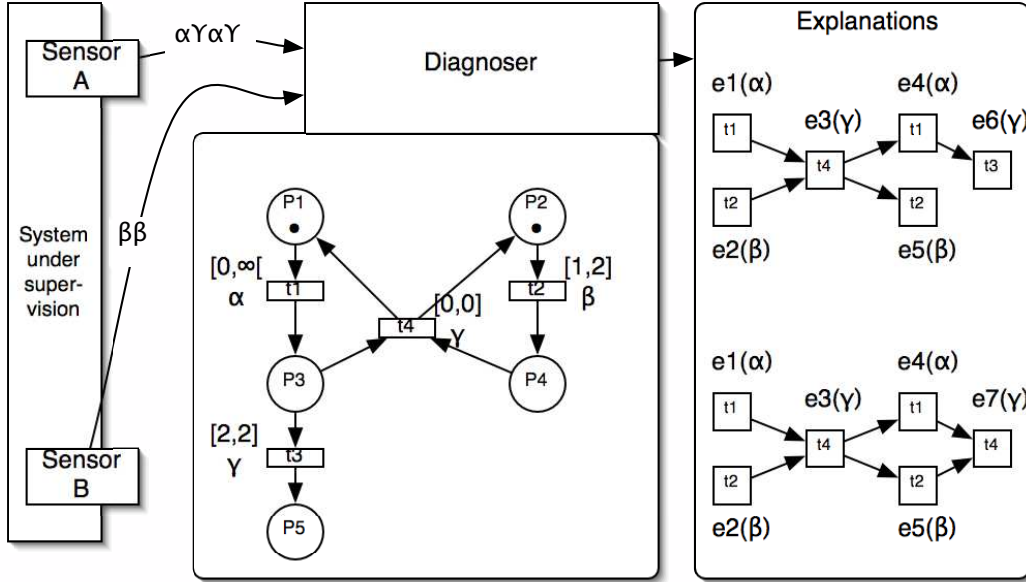 Sensor
A
αγαγ
Diagnoser
Explanations
System
under
super-
vision
ββ
Sensor
B
P1
P2
[0,∞[
α
t1
t2
[1,2]
β
[0,0]
t4
γ
P3
P4
[2,2]
γ
t3
P5
e1(α)
e4(α)
e3(γ)
e6(γ)
t1
t4
t1
t3
t2
t2
e2(β)
e5(β)
e1(α)
e4(α)
e3(γ)
e7(γ)
t1
t4
t1
t4
t2
t2
e2(β)
e5(β)